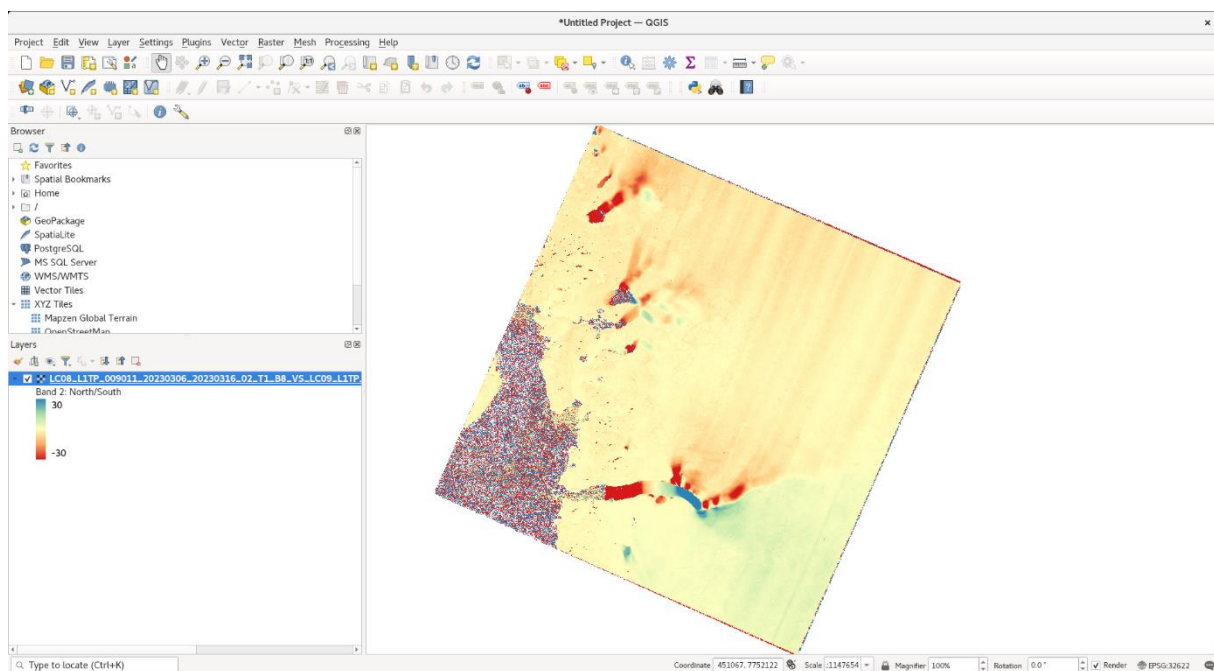 *Untitled Project — QGIS
Project Edit View Layer Settings Plugins Vector Raster Mesh Processing Help
Browser
Favorites
Spatial Bookmarks
Home
/
GeoPackage
SpatiaLite
PostgreSQL
MS SQL Server
WMS/WMTS
Vector Tiles
XYZ Tiles
Mapzen Global Terrain
OpenStreetMap
Layers
LC08_L1TP_009011_20230306_20230316_02_T1_B8_VS_LC09_L1TP_
Band 2: North/South
30
-30
Type to locate (Ctrl+K)
Coordinate 451067,7752122 Scale :1147654 Magnifier 100% Rotation 0.0 ° Render EPSG:32622